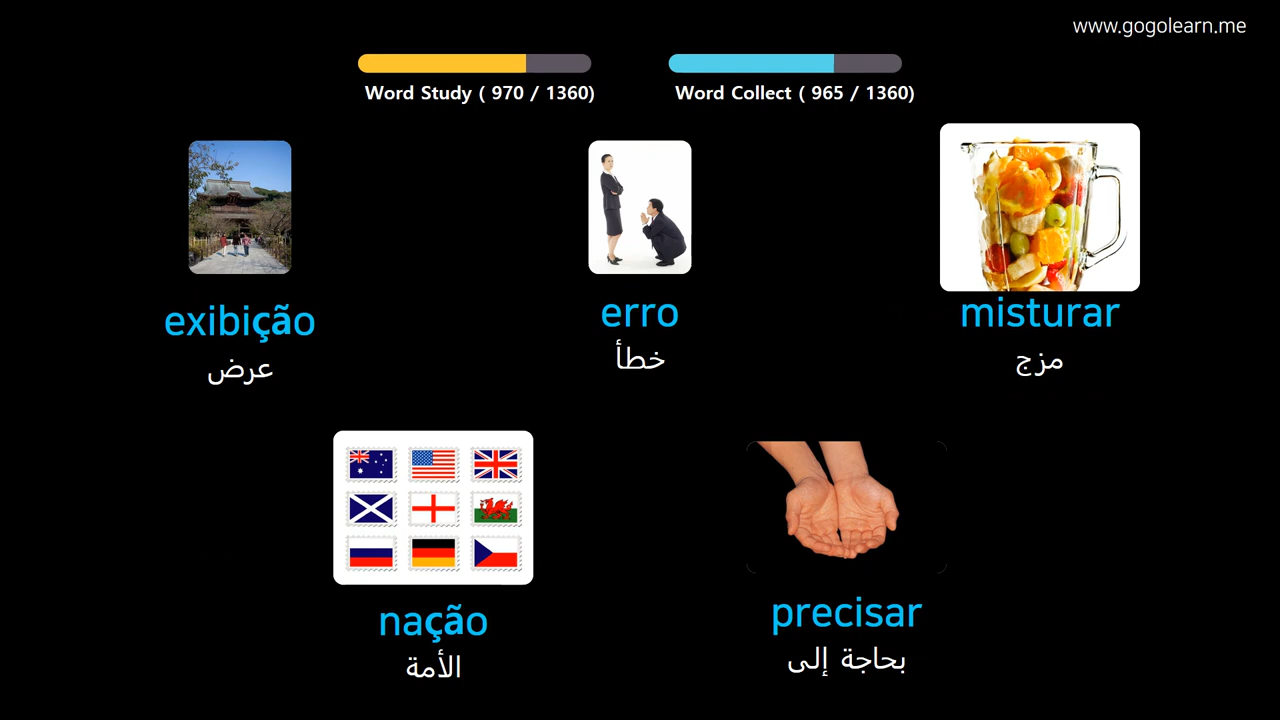 www.gogolearn.me
Word Study ( 970 / 1360)
Word Collect ( 965 / 1360)
exibição
عرض
erro
خطأ
misturar
مزج
nação
الأمة
precisar
بحاجة إلى